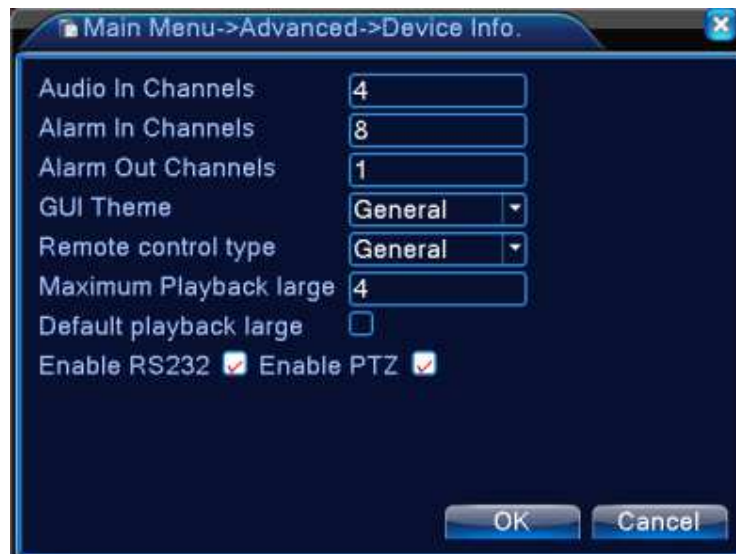 Main Menu->Advanced->Device Info.
Audio In Channels 4
Alarm In Channels 8
Alarm Out Channels 1
GUI Theme General
Remote control type General
Maximum Playback large 4
Default playback large
Enable RS232 Enable PTZ
OK Cancel